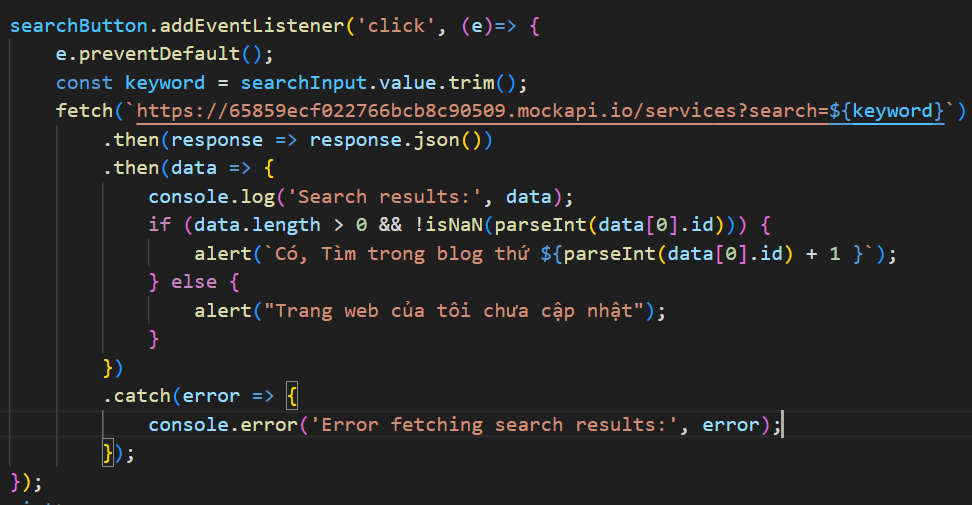 searchButton.addEventListener('click', (e)=> {
e.preventDefault();
const keyword = searchInput.value.trim();
fetch(`https://65859ecf022766bcb8c90509.mockapi.io/services?search=${keyword}`)
.then(response => response.json())
.then(data => {
console.log('Search results:', data);
if (data.length > 0 && !isNaN(parseInt(data[0].id))) {
alert(`Có, Tìm trong blog thứ ${parseInt(data[0].id) + 1 }`);
} else {
alert("Trang web của tôi chưa cập nhật");
}
})
.catch(error => {
console.error('Error fetching search results:', error);
});
});